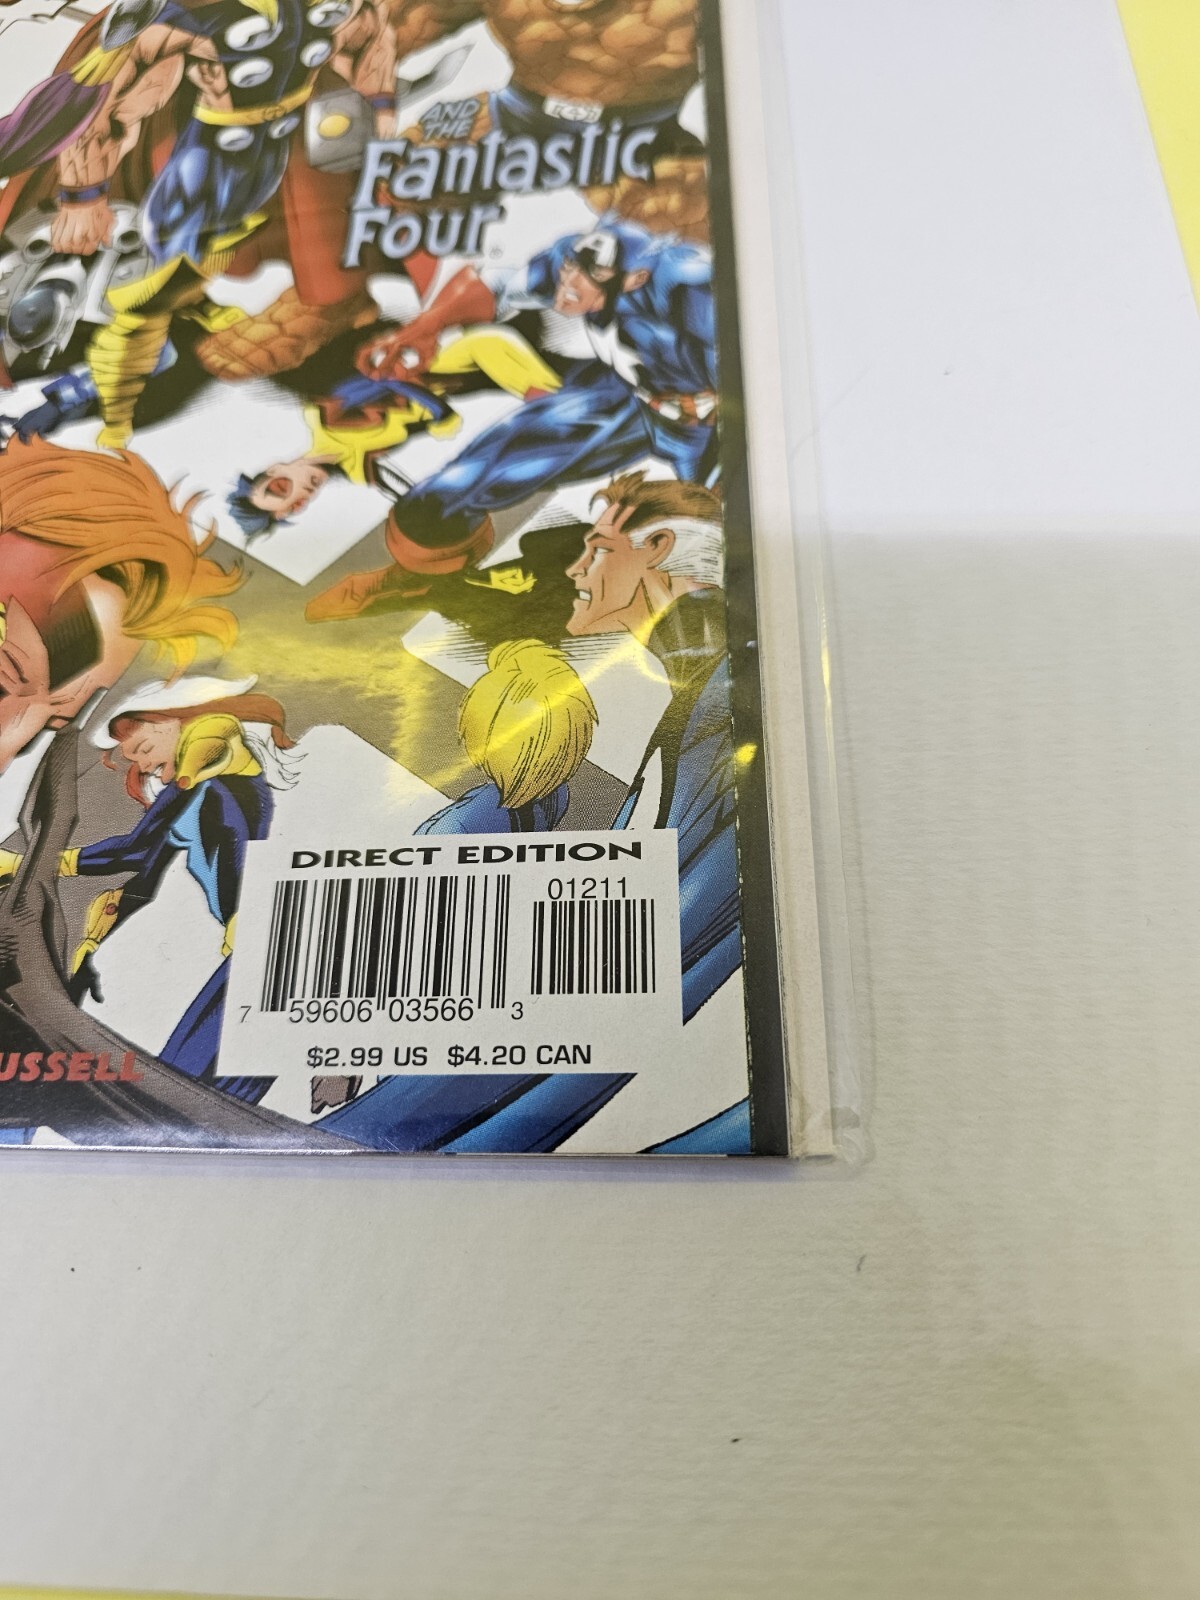 AND
THE
Fantastic
Four
DIRECT EDITION
01211
7 59606 03566 3
$2.99 US $4.20 CAN
USSELL